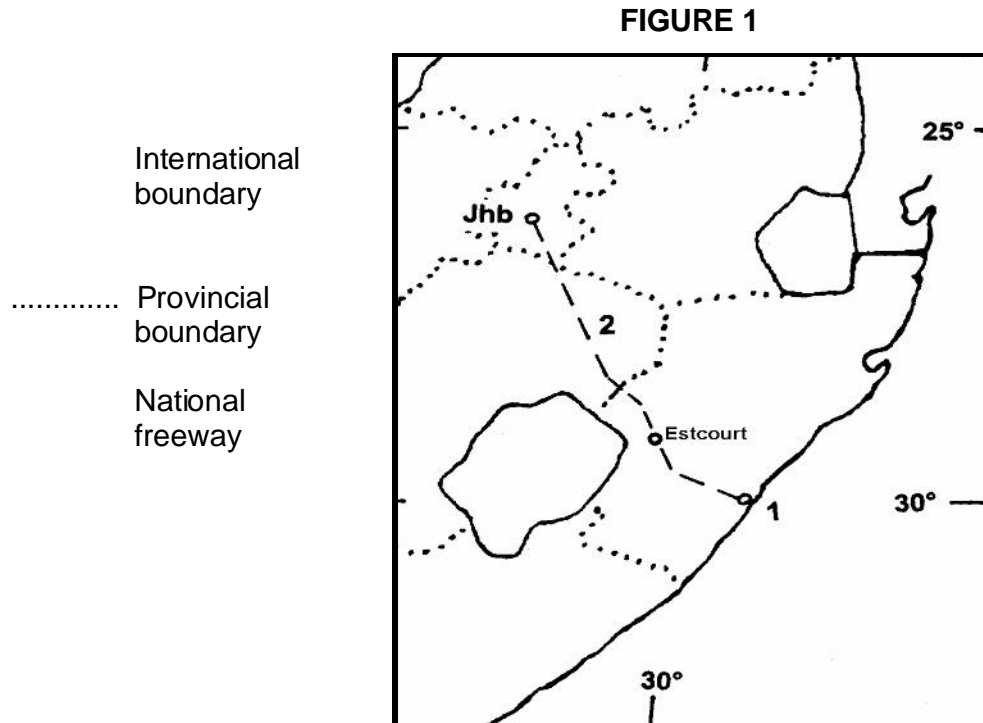 FIGURE 1
International
boundary
............. Provincial
boundary
National
freeway
25°
Jhb
2
Estcourt
1
30°
30°